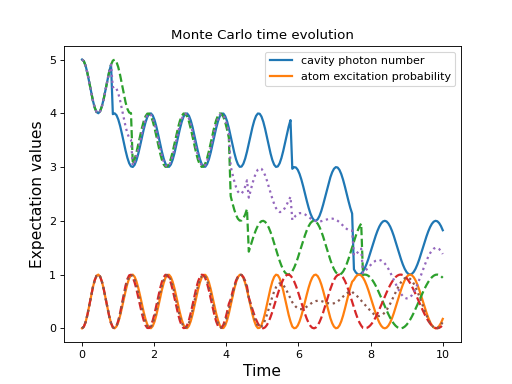 Monte Carlo time evolution
cavity photon number
atom excitation probability
Expectation values
5
4
3
2
1
0
0 2 4 6 8 10
Time